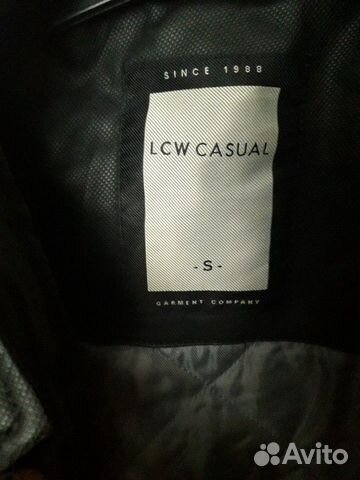 SINCE 1988
LCW CASUAL
-S-
GARMENT COMPANY
Avito